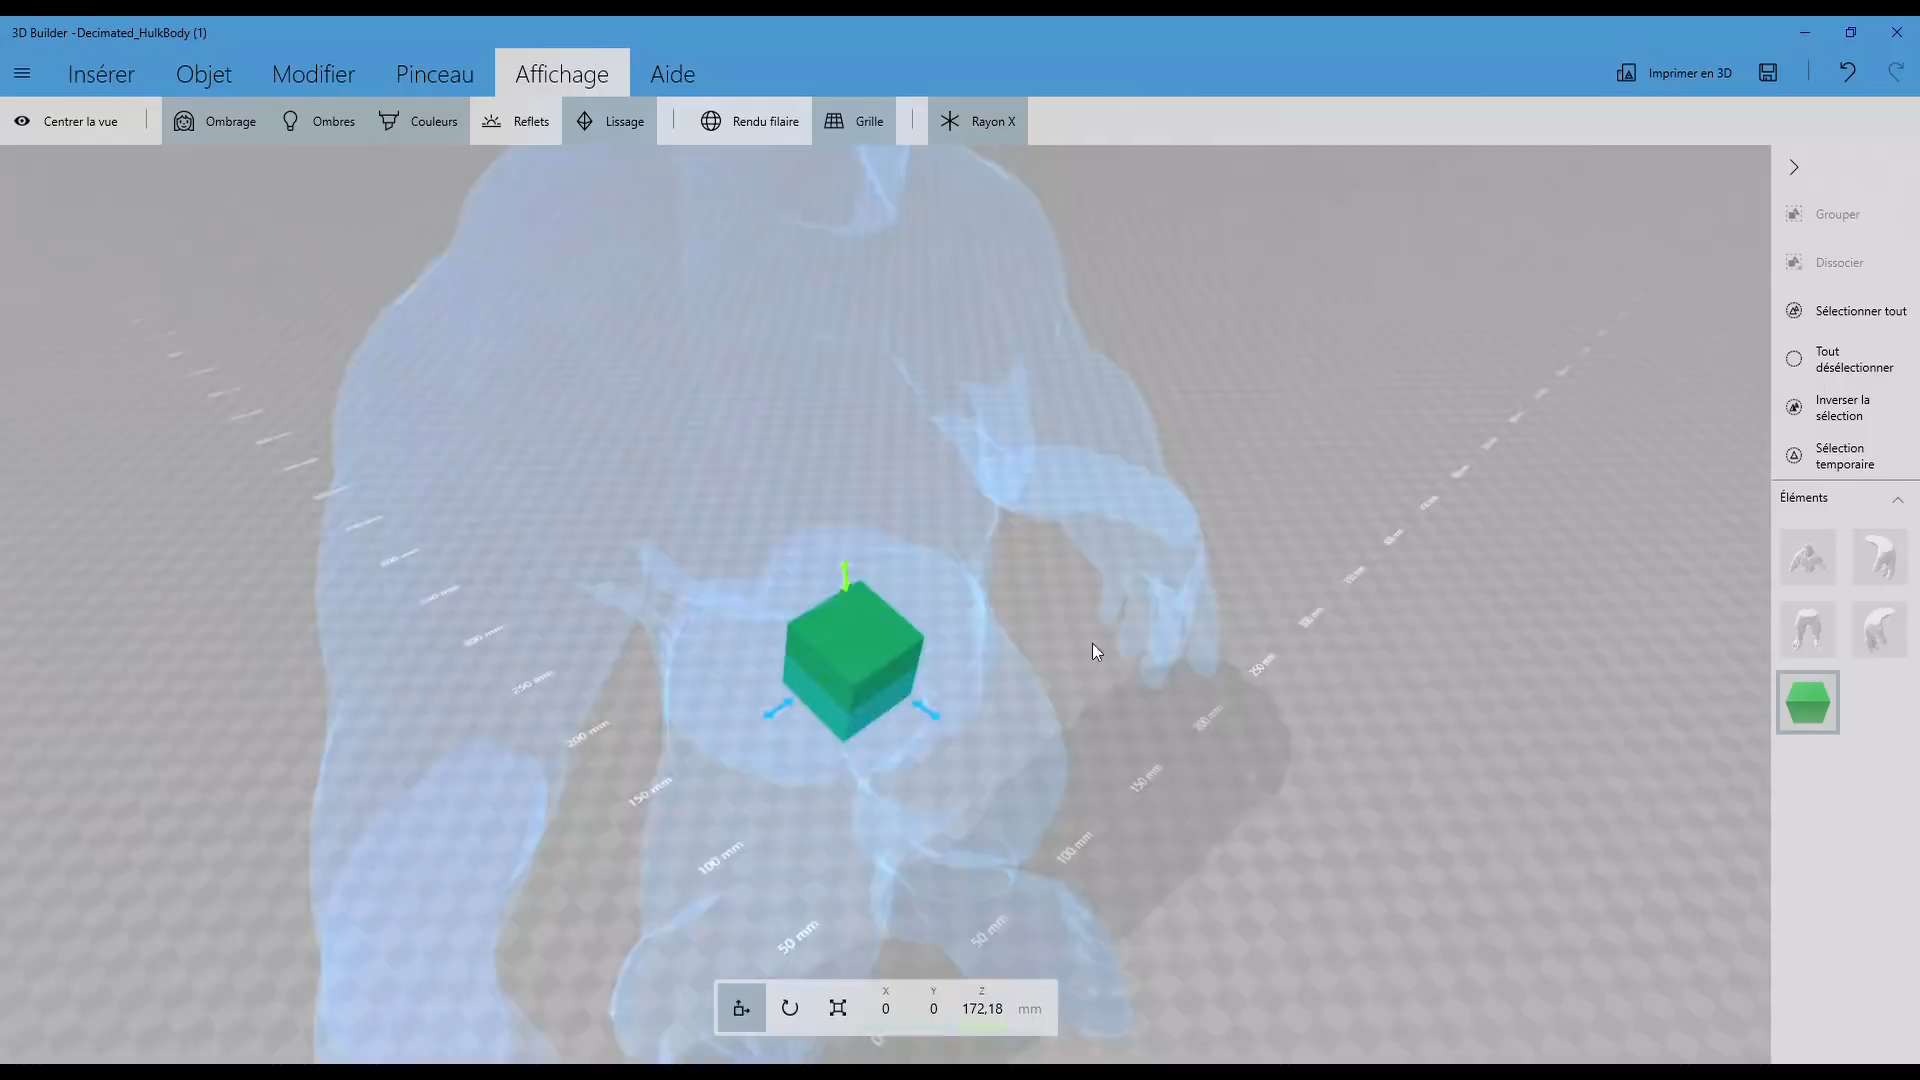 3D Builder -Decimated_HulkBody (1)
Insérer Objet Modifier Pinceau Affichage Aide
Imprimer en 3D
Centrer la vue Ombrage Ombres Couleurs Reflets Lissage Rendu filaire Grille Rayon X
Grouper
Dissocier
Sélectionner tout
Tout
désélectionner
Inverser la
sélection
Sélection
temporaire
Éléments
250 mm
200 mm
150 mm
100 mm
50 mm
250 mm
200 mm
150 mm
100 mm
50 mm
X Y Z
0 0 172,18 mm